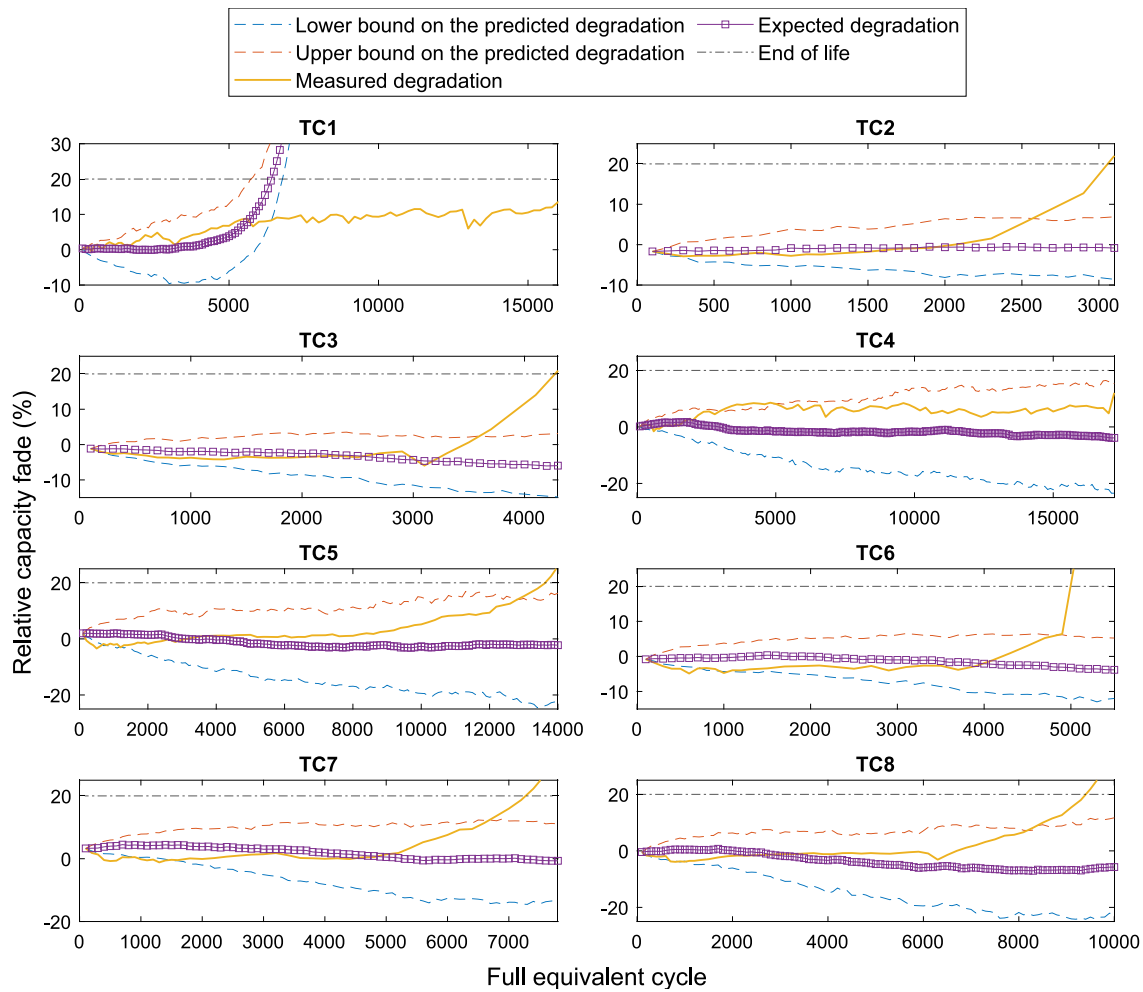 Lower bound on the predicted degradation
Expected degradation
Upper bound on the predicted degradation
End of life
Measured degradation
TC1
30
20
10
0
-10
0 5000 10000 15000
TC2
20
10
0
-10
0 500 1000 1500 2000 2500 3000
TC3
20
10
0
-10
0 1000 2000 3000 4000
TC4
20
0
-20
0 5000 10000 15000
TC5
20
0
-20
0 2000 4000 6000 8000 10000 12000 14000
TC6
20
10
0
-10
0 1000 2000 3000 4000 5000
TC7
20
0
-20
0 1000 2000 3000 4000 5000 6000 7000
TC8
20
0
-20
0 2000 4000 6000 8000 10000
Relative capacity fade (%)
Full equivalent cycle